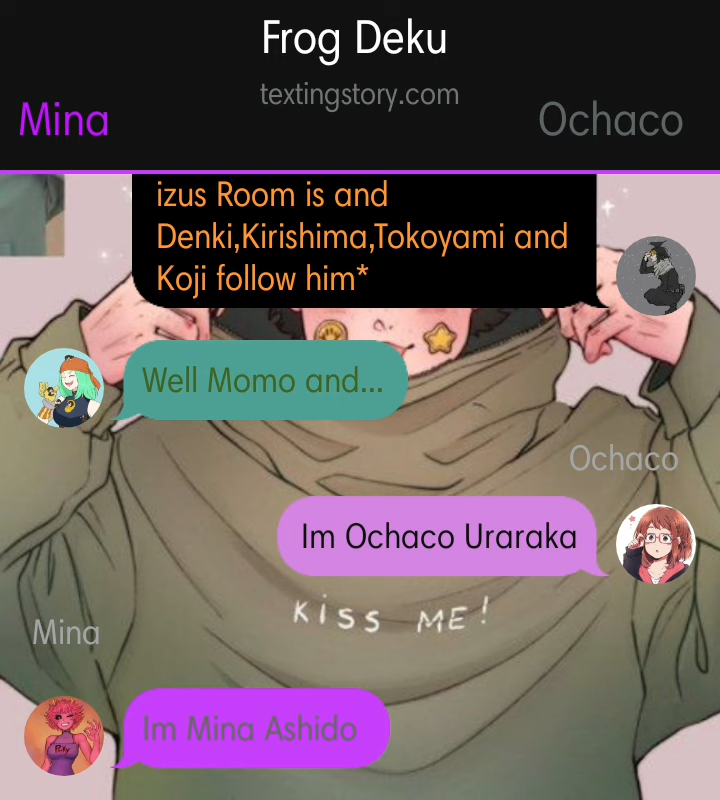 Frog Deku
textingstory.com
Mina
Ochaco
izus Room is and
Denki,Kirishima,Tokoyami and
Koji follow him*
Well Momo and...
Ochaco
Im Ochaco Uraraka
KiSS ME!
Mina
Im Mina Ashido
Pinky